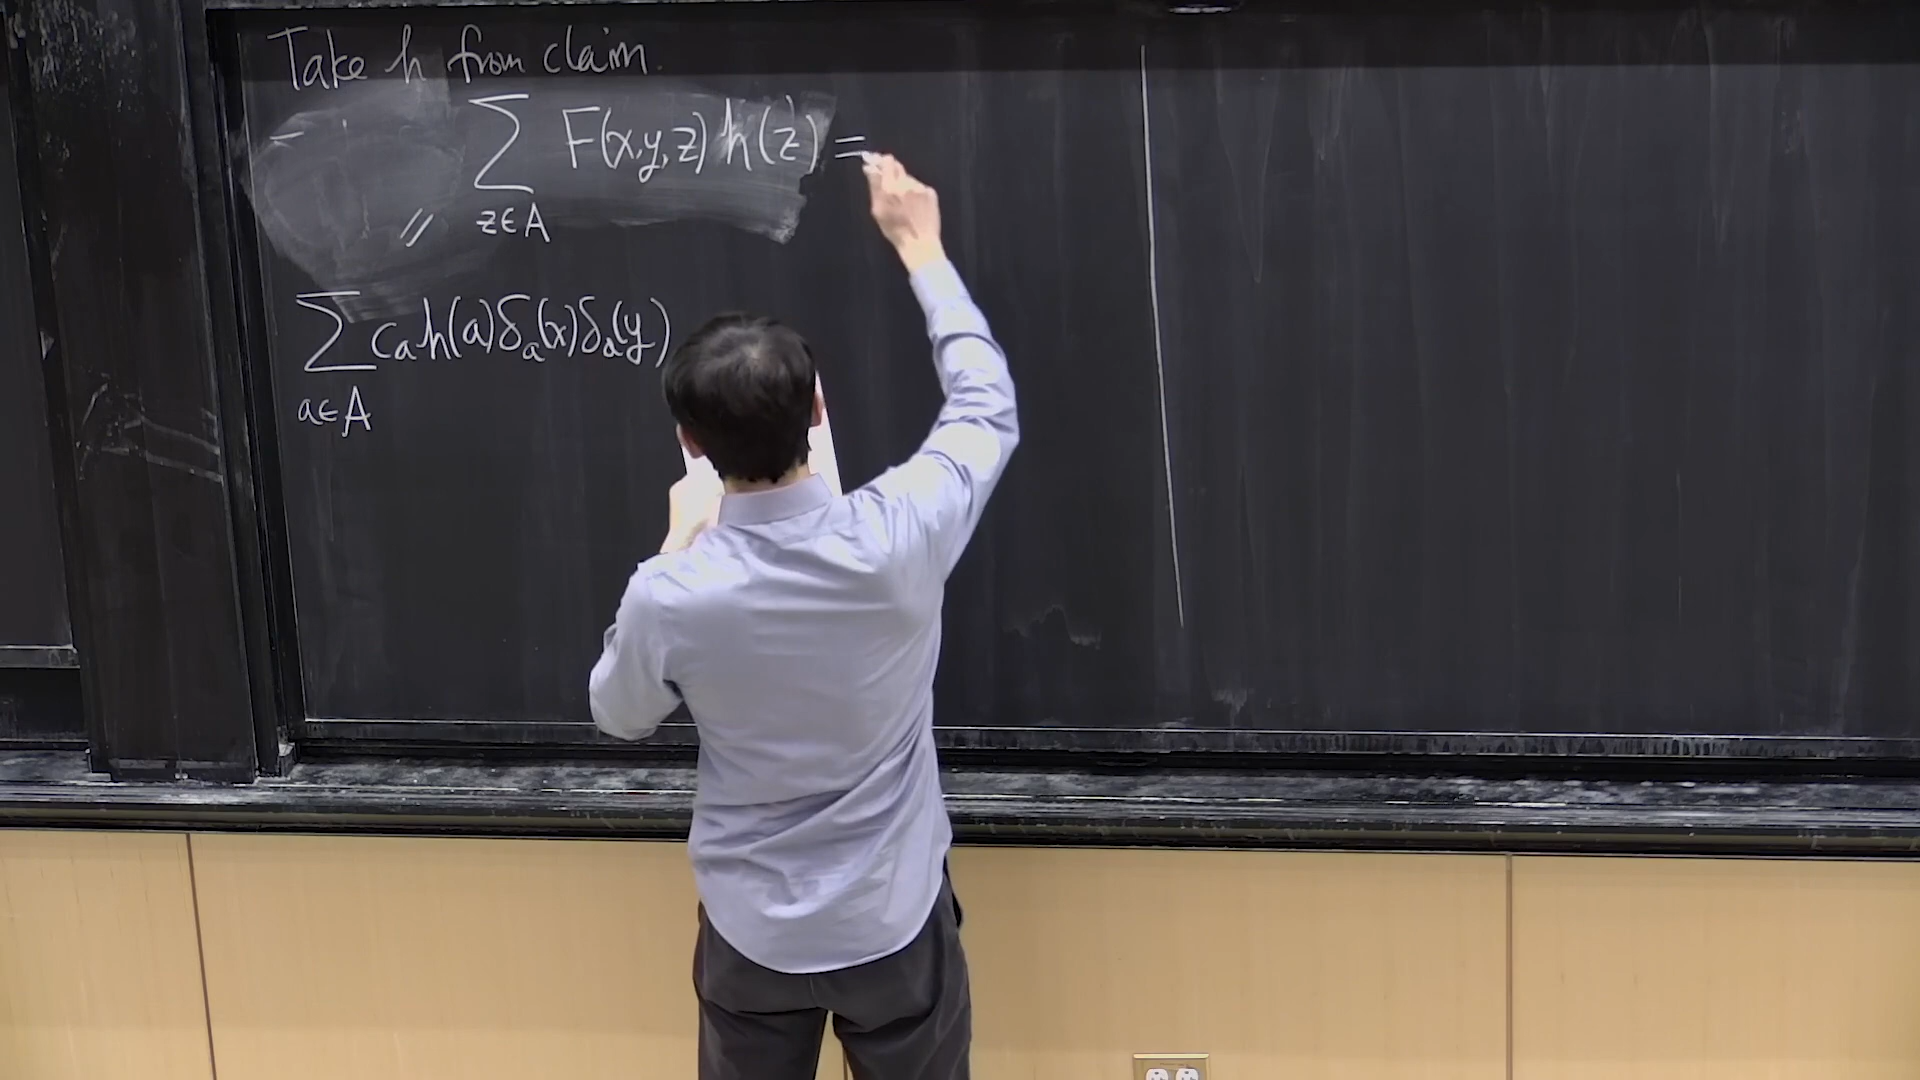 Take h from claim.
∑ F(x,y,z) h(z) =
z∈A
//
∑ c_a h(a) δ_a(x) δ_a(y)
a∈A